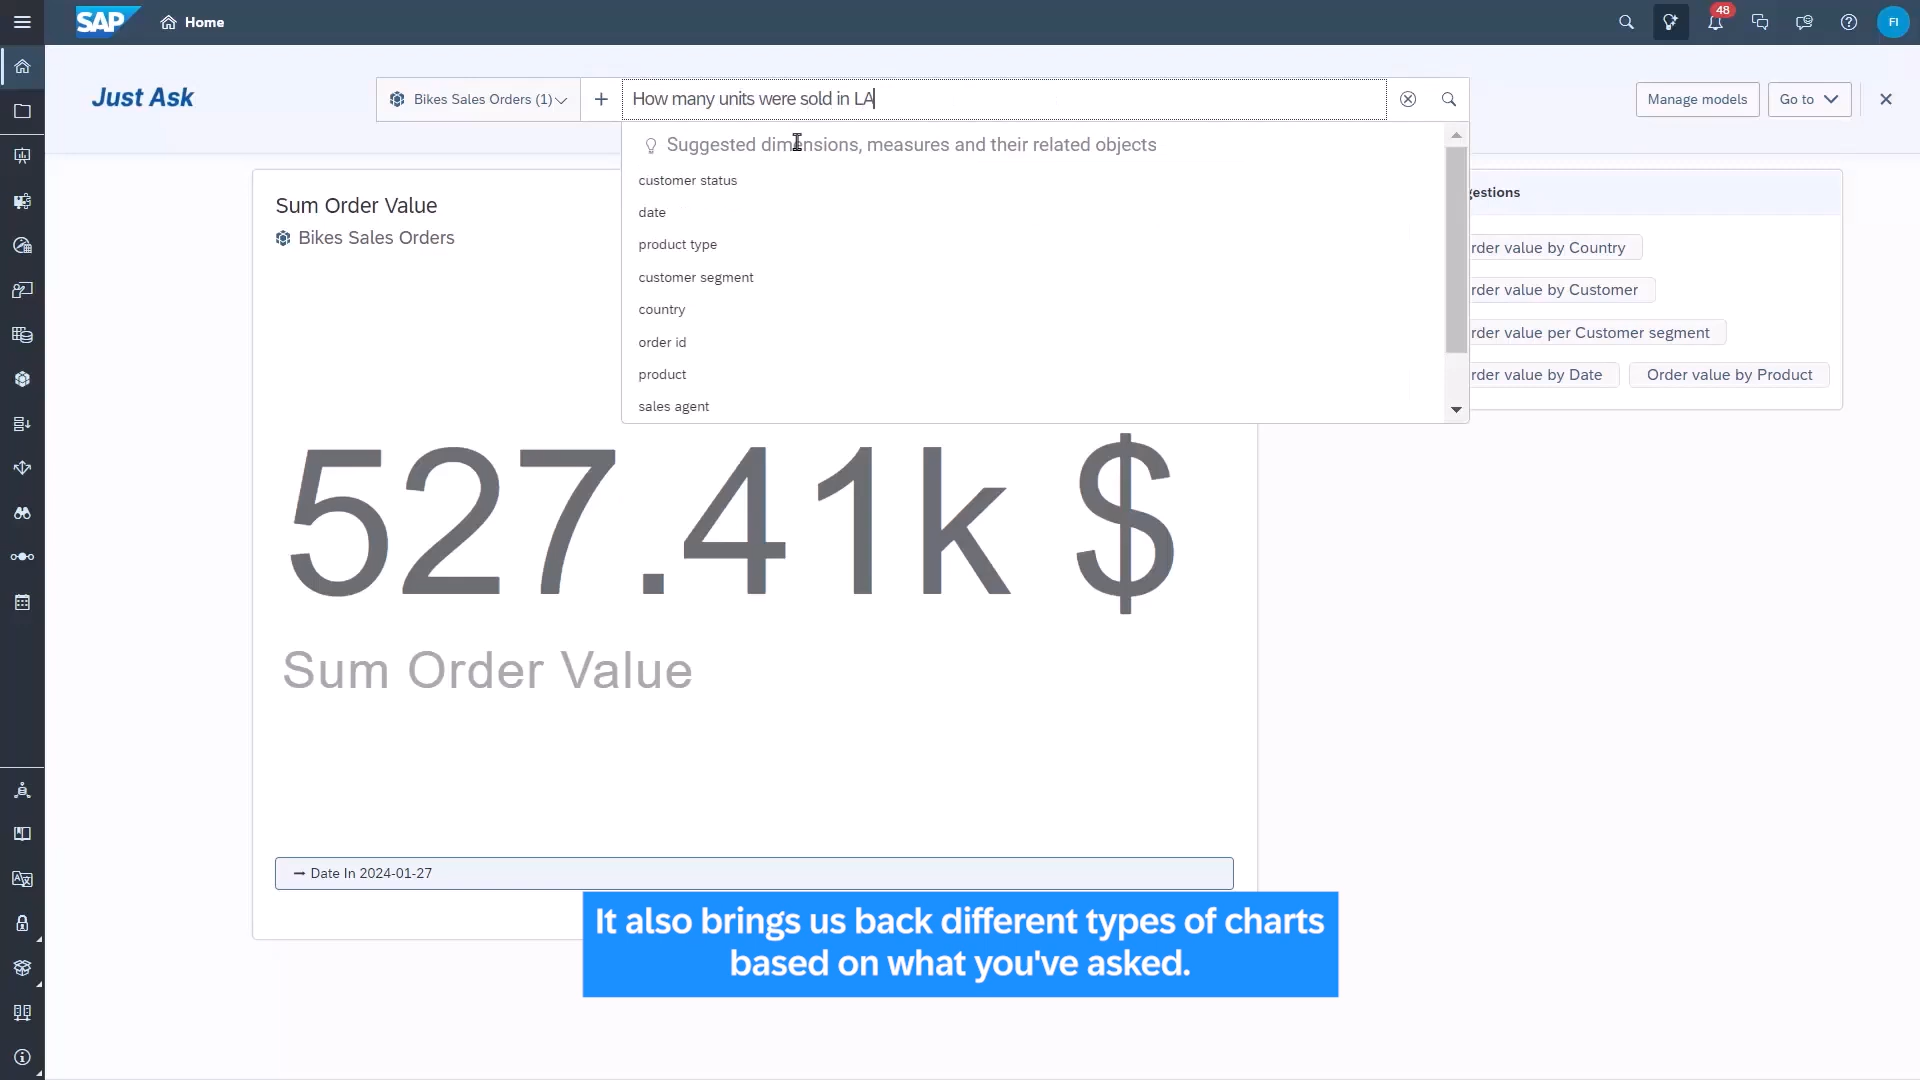 SAP
Home
48
FI
Just Ask
Bikes Sales Orders (1)
How many units were sold in LA
Manage models
Go to
Suggested dimensions, measures and their related objects
customer status
date
product type
customer segment
country
order id
product
sales agent
Sum Order Value
Bikes Sales Orders
527.41k $
Sum Order Value
Date In 2024-01-27
gestions
rder value by Country
rder value by Customer
rder value per Customer segment
rder value by Date
Order value by Product
It also brings us back different types of charts
based on what you've asked.